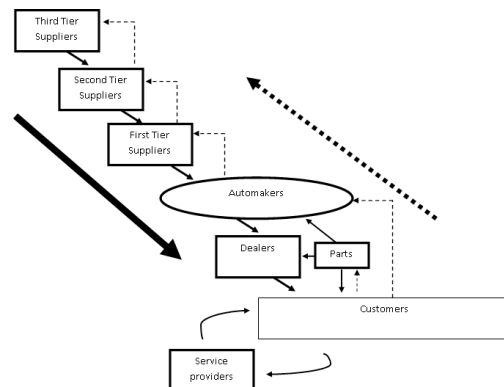 Third Tier
Suppliers
Second Tier
Suppliers
First Tier
Suppliers
Automakers
Dealers
Parts
Customers
Service
providers